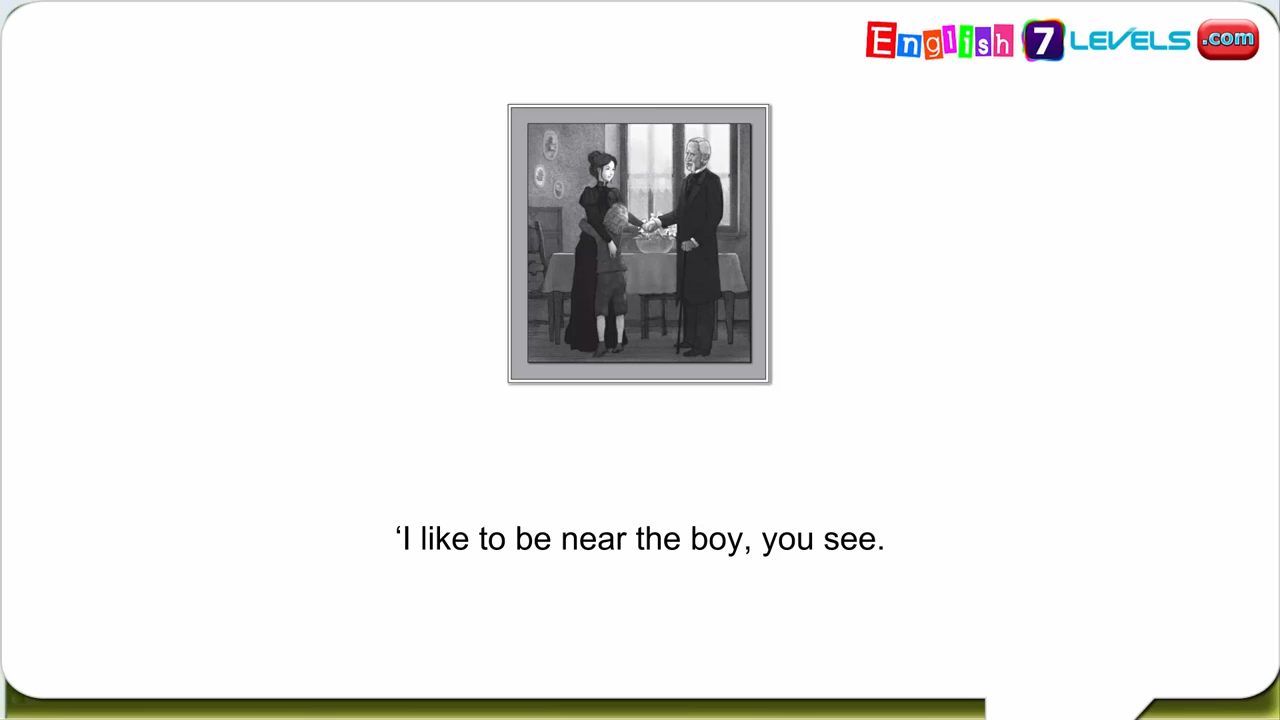 English 7 LEVELS .com
‘I like to be near the boy, you see.